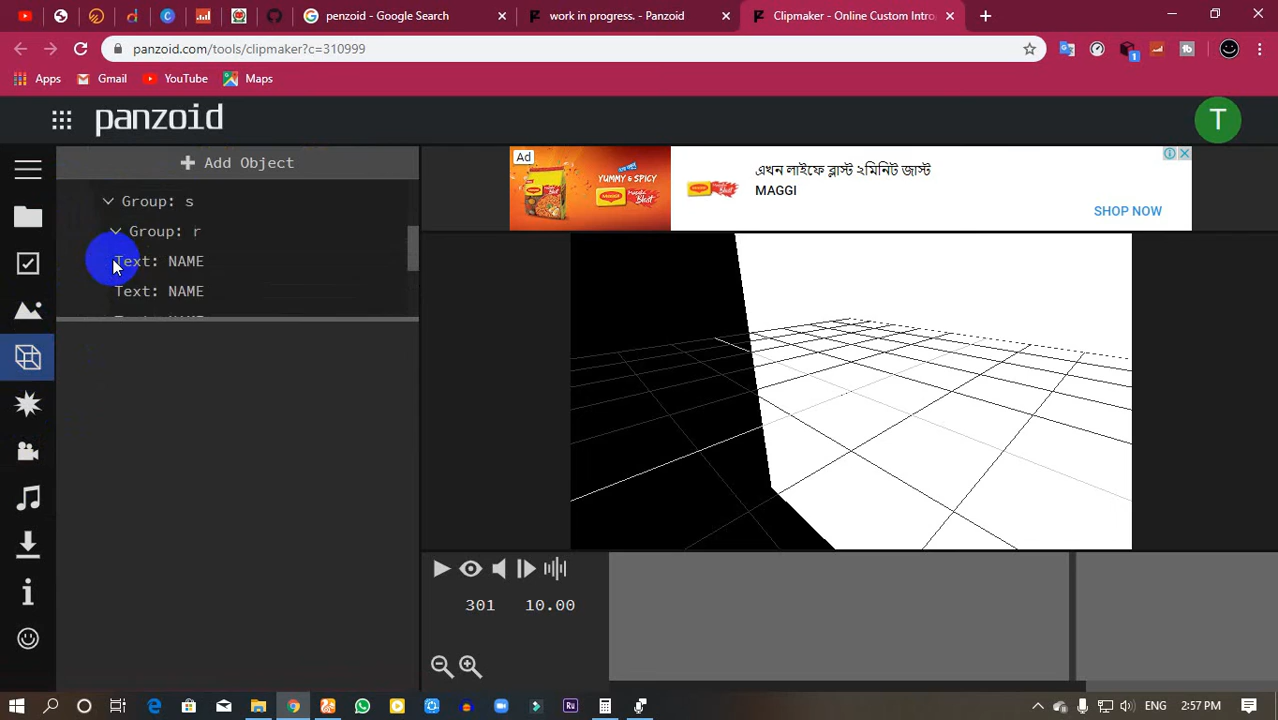 penzoid - Google Search
work in progress. - Panzoid
Clipmaker - Online Custom Intro
panzoid.com/tools/clipmaker?c=310999
Apps
Gmail
YouTube
Maps
panzoid
T
Add Object
Group: s
Group: r
Text: NAME
Text: NAME
Ad
YUMMY & SPICY
এখন লাইফে ব্লাস্ট ২মিনিট জাস্ট
MAGGI
SHOP NOW
301
10.00
ENG
2:57 PM